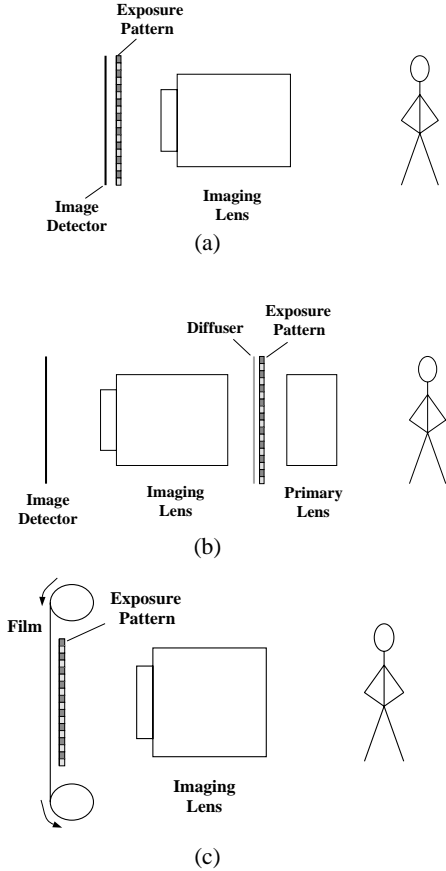 Exposure
Pattern
Image
Detector
Imaging
Lens
(a)
Diffuser
Exposure
Pattern
Image
Detector
Imaging
Lens
Primary
Lens
(b)
Film
Exposure
Pattern
Imaging
Lens
(c)